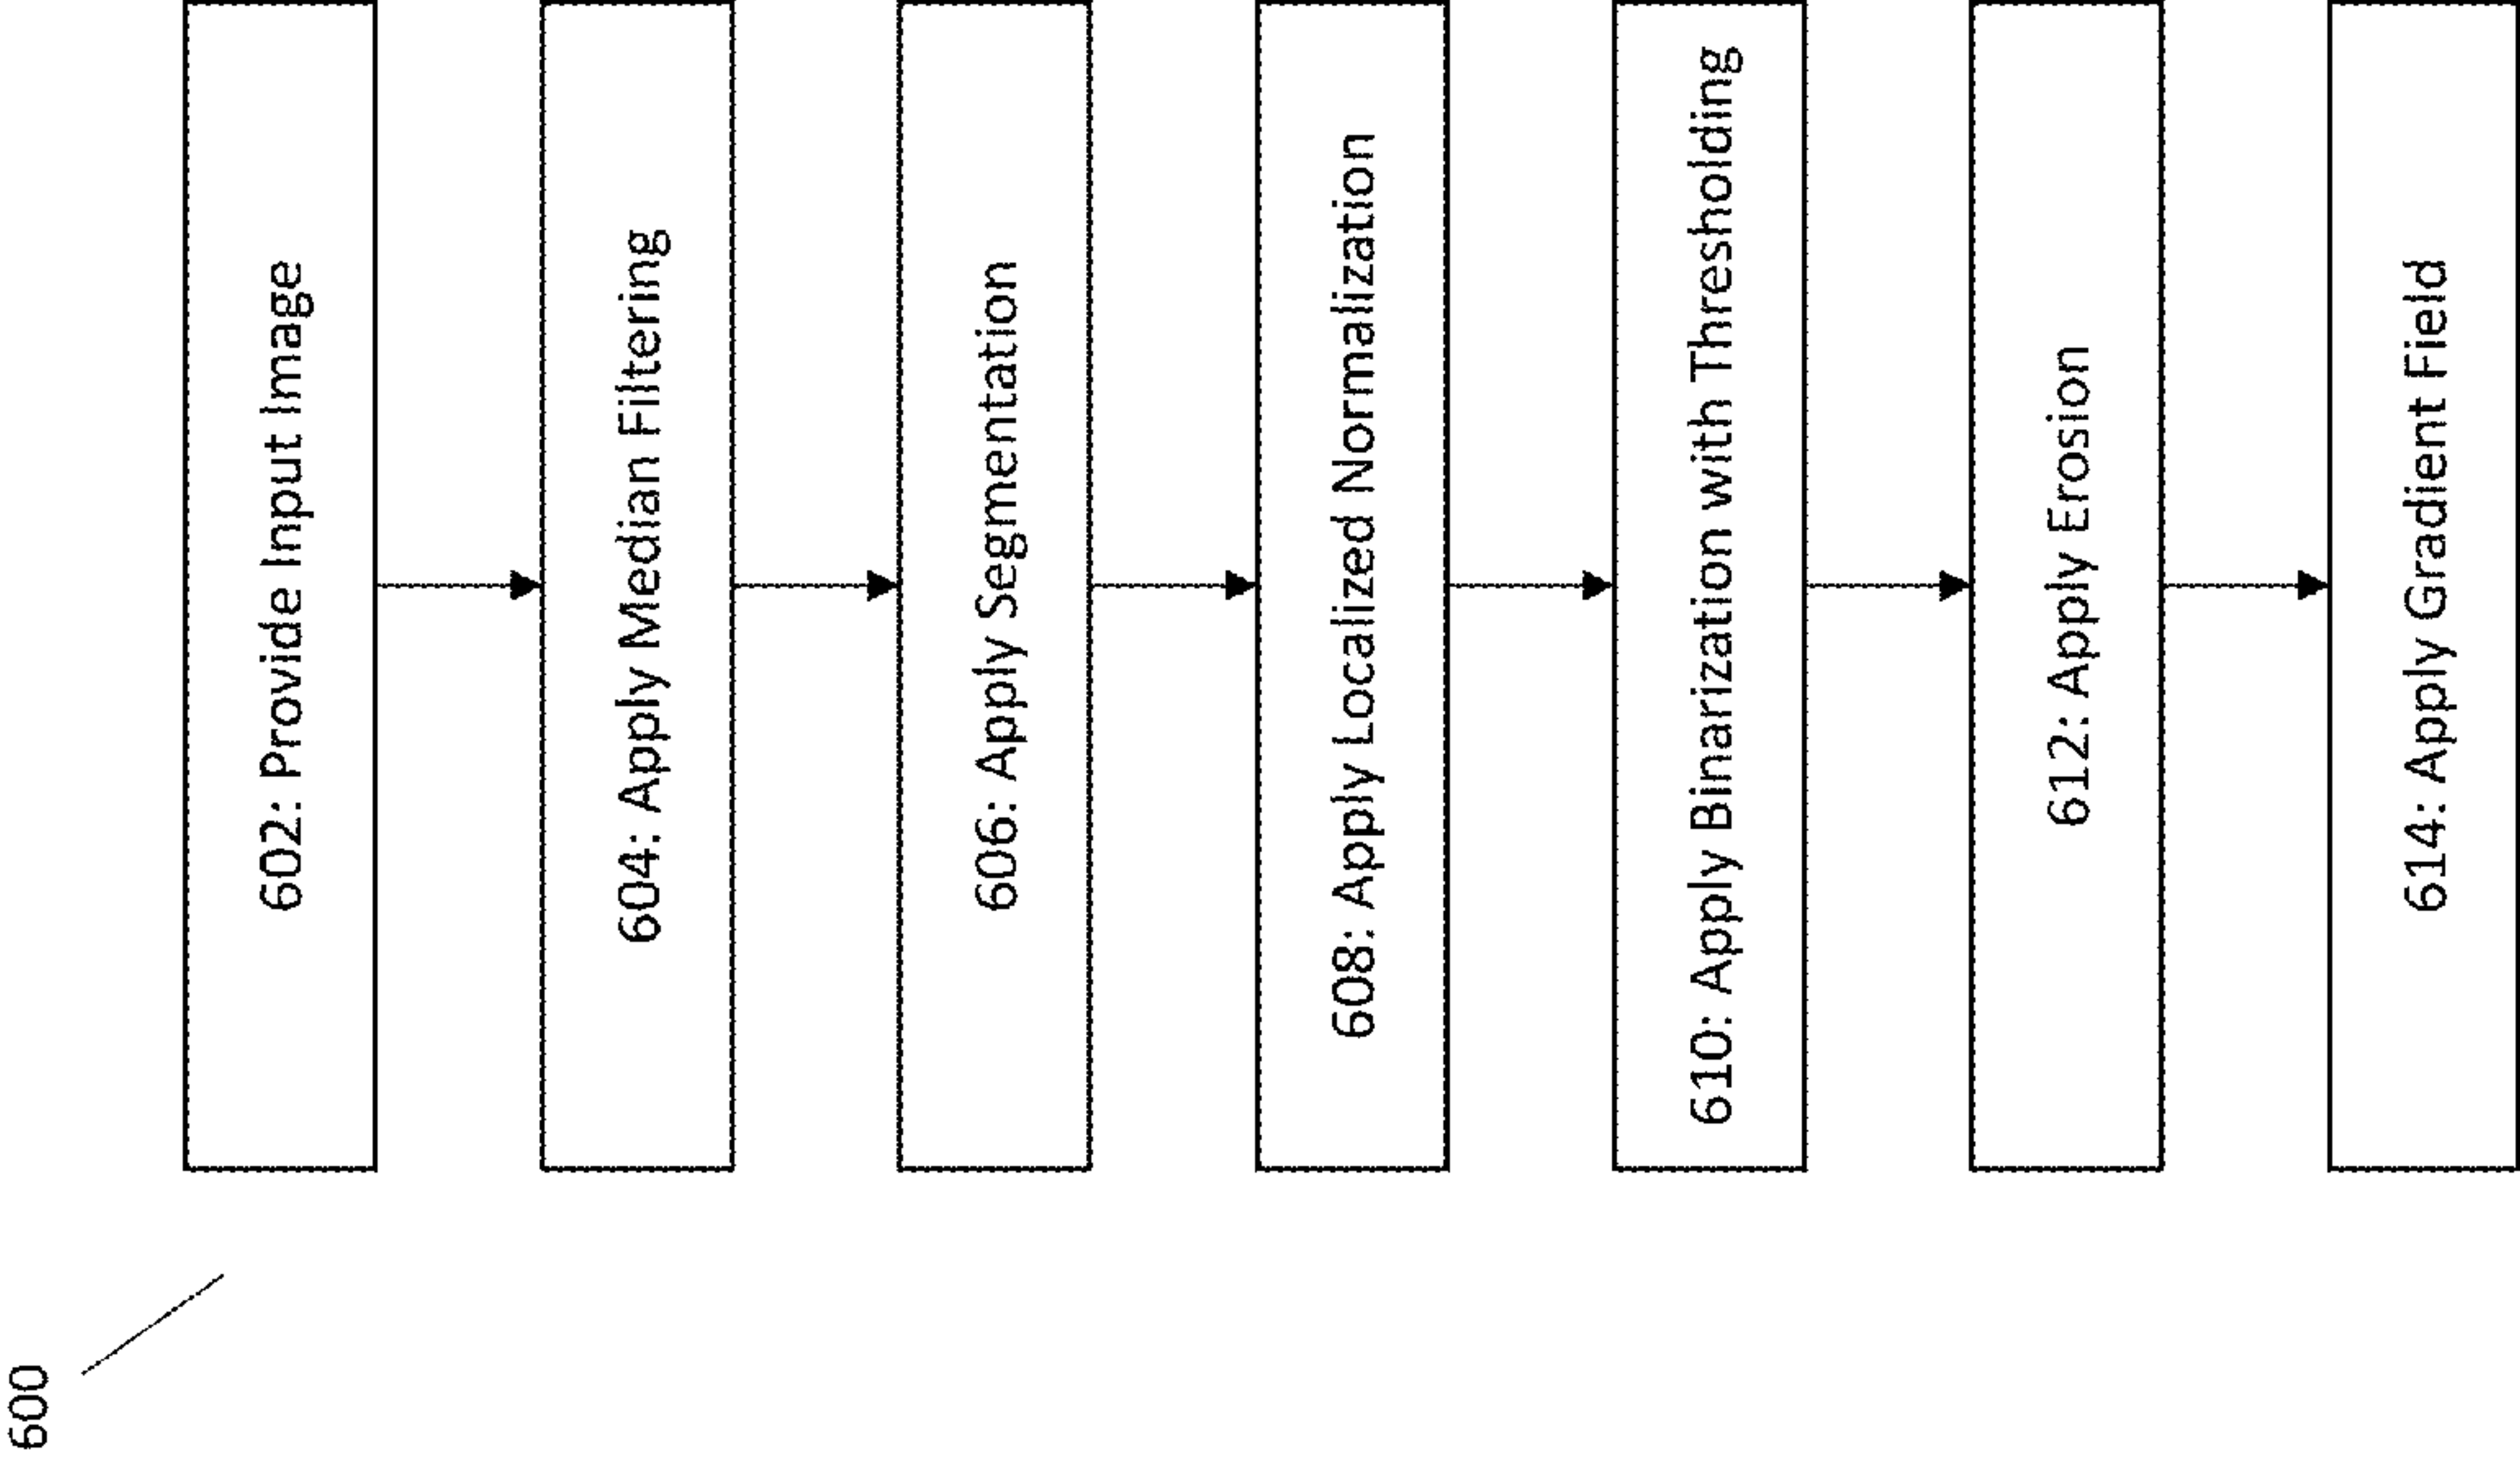 600
602: Provide Input Image
604: Apply Median Filtering
606: Apply Segmentation
608: Apply Localized Normalization
610: Apply Binarization with Thresholding
612: Apply Erosion
614: Apply Gradient Field